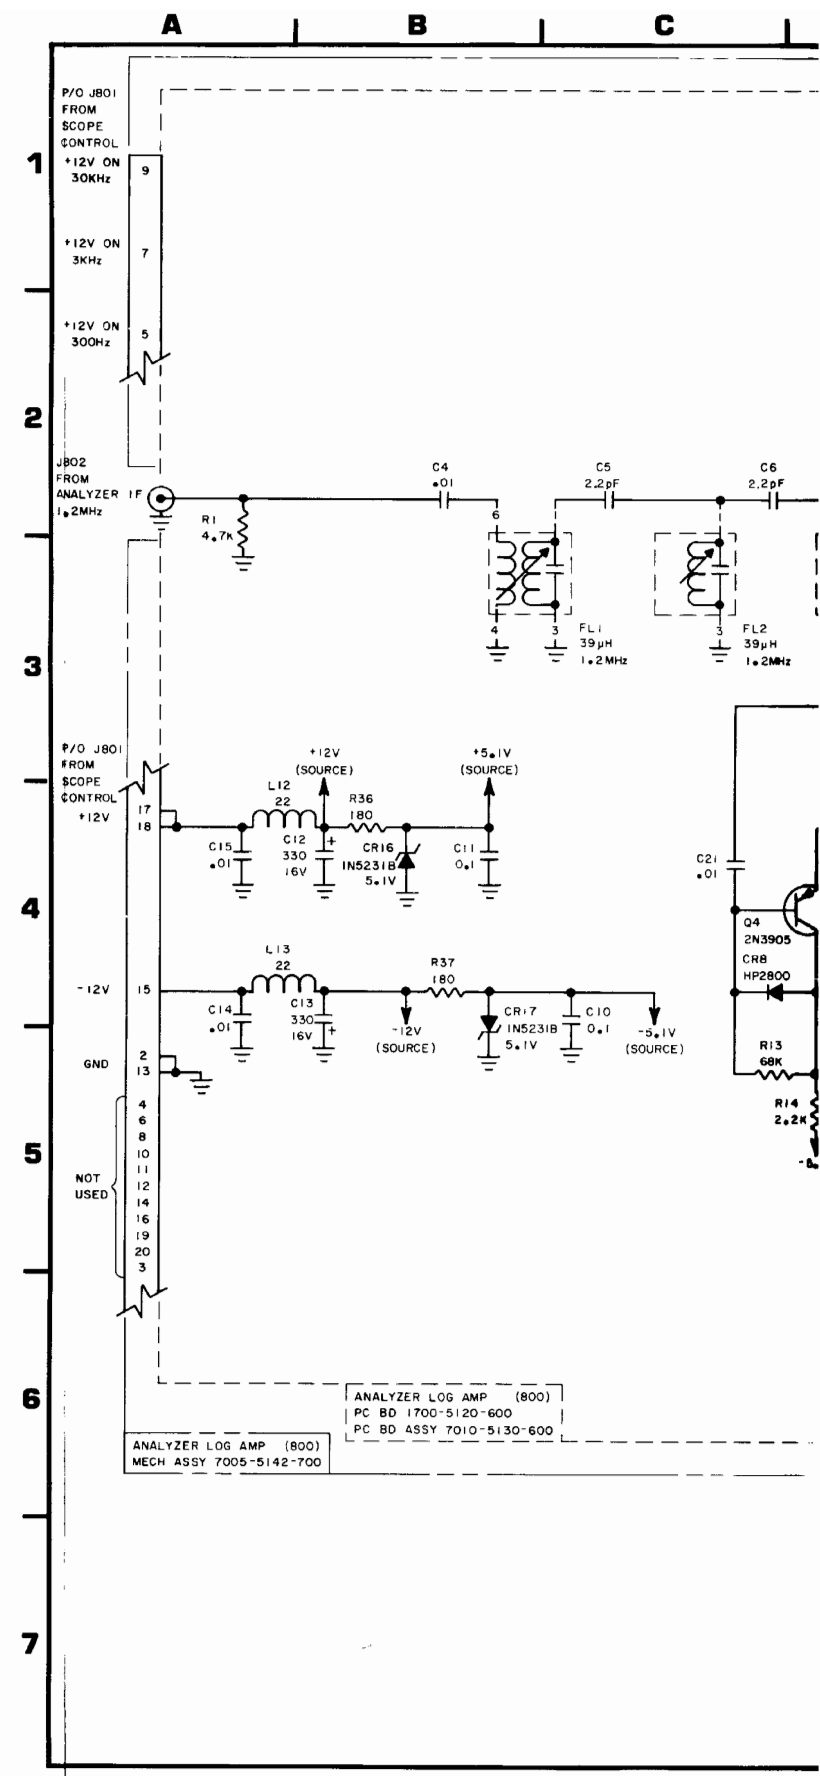 A B C
P/O J801
FROM
SCOPE
CONTROL
1
+12V ON
30KHz
9
+12V ON
3KHz
7
+12V ON
300Hz
5
2
J802
FROM
ANALYZER IF
1.2MHz
R1
4.7K
C4
.01
C5
2.2pF
C6
2.2pF
6
4
3
FL1
39µH
1.2MHz
3
FL2
39µH
1.2MHz
3
P/O J801
FROM
SCOPE
CONTROL
+12V
17
18
L12
22
+12V
(SOURCE)
R36
180
+5.1V
(SOURCE)
C15
.01
C12
330
16V
+
CR16
1N5231B
5.1V
C11
0.1
C21
.01
4
Q4
2N3905
CR8
HP2800
-12V
15
L13
22
C14
.01
C13
330
16V
+
-12V
(SOURCE)
R37
180
CR17
1N5231B
5.1V
C10
0.1
-5.1V
(SOURCE)
R13
68K
R14
2.2K
GND
2
13
5
NOT
USED
4
6
8
10
11
12
14
16
19
20
3
6
ANALYZER LOG AMP (800)
PC BD 1700-5120-600
PC BD ASSY 7010-5130-600
ANALYZER LOG AMP (800)
MECH ASSY 7005-5142-700
7